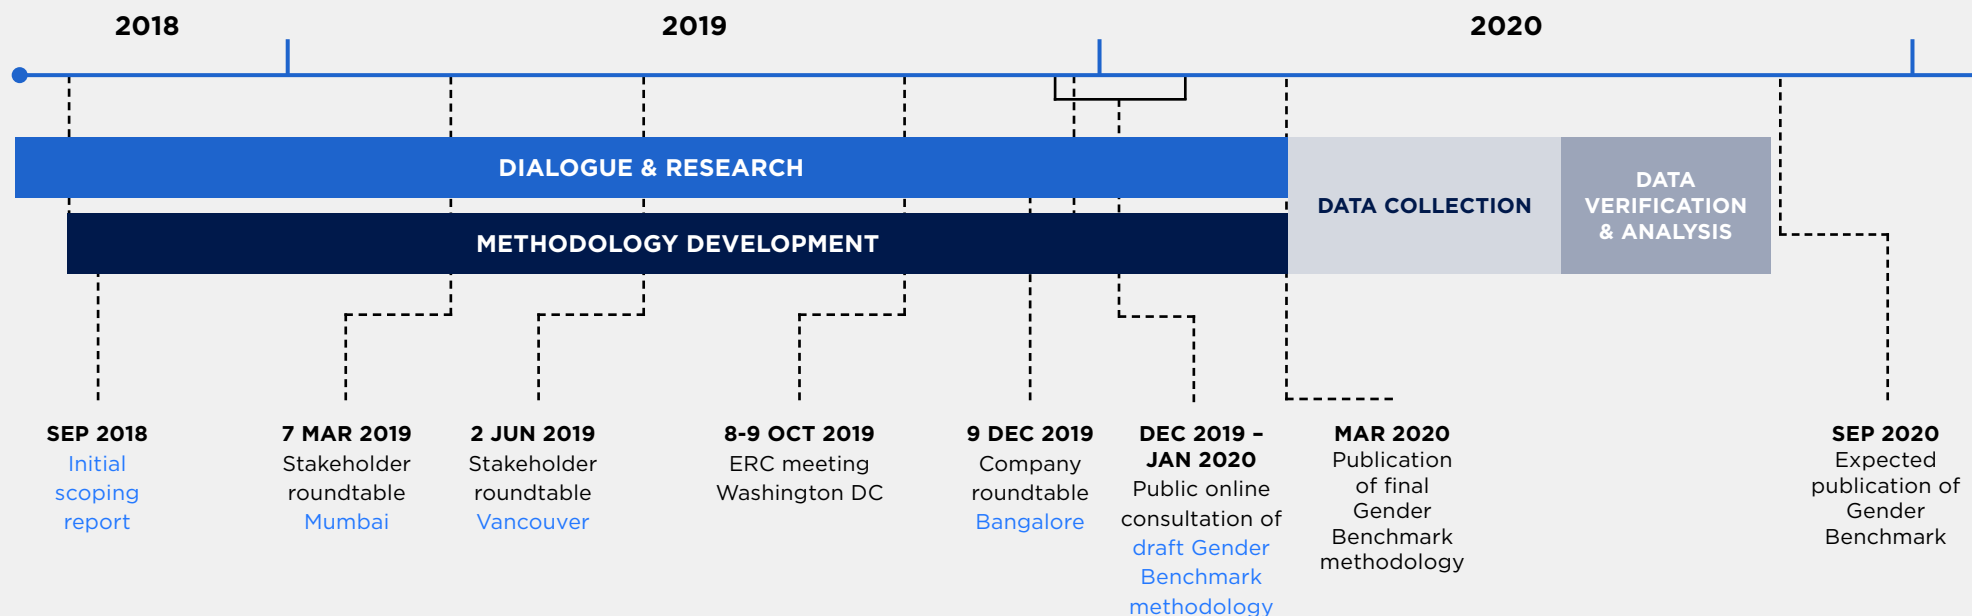 2018
2019
2020
DIALOGUE & RESEARCH
METHODOLOGY DEVELOPMENT
DATA COLLECTION
DATA
VERIFICATION
& ANALYSIS
SEP 2018
Initial
scoping
report
7 MAR 2019
Stakeholder
roundtable
Mumbai
2 JUN 2019
Stakeholder
roundtable
Vancouver
8-9 OCT 2019
ERC meeting
Washington DC
9 DEC 2019
Company
roundtable
Bangalore
DEC 2019 –
JAN 2020
Public online
consultation of
draft Gender
Benchmark
methodology
MAR 2020
Publication
of final
Gender
Benchmark
methodology
SEP 2020
Expected
publication of
Gender
Benchmark